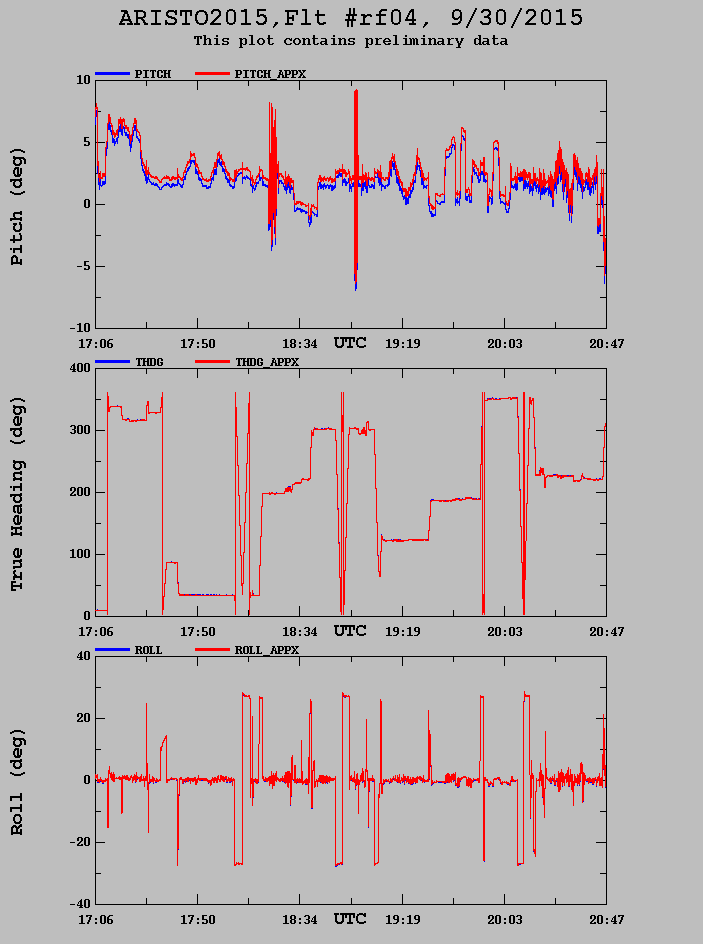 ARISTO2015,Flt #rf04, 9/30/2015
This plot contains preliminary data
PITCH PITCH_APPX
Pitch (deg)
10
5
0
-5
-10
17:06 17:50 18:34 19:19 20:03 20:47
UTC
THDG THDG_APPX
True Heading (deg)
400
300
200
100
0
17:06 17:50 18:34 19:19 20:03 20:47
UTC
ROLL ROLL_APPX
Roll (deg)
40
20
0
-20
-40
17:06 17:50 18:34 19:19 20:03 20:47
UTC